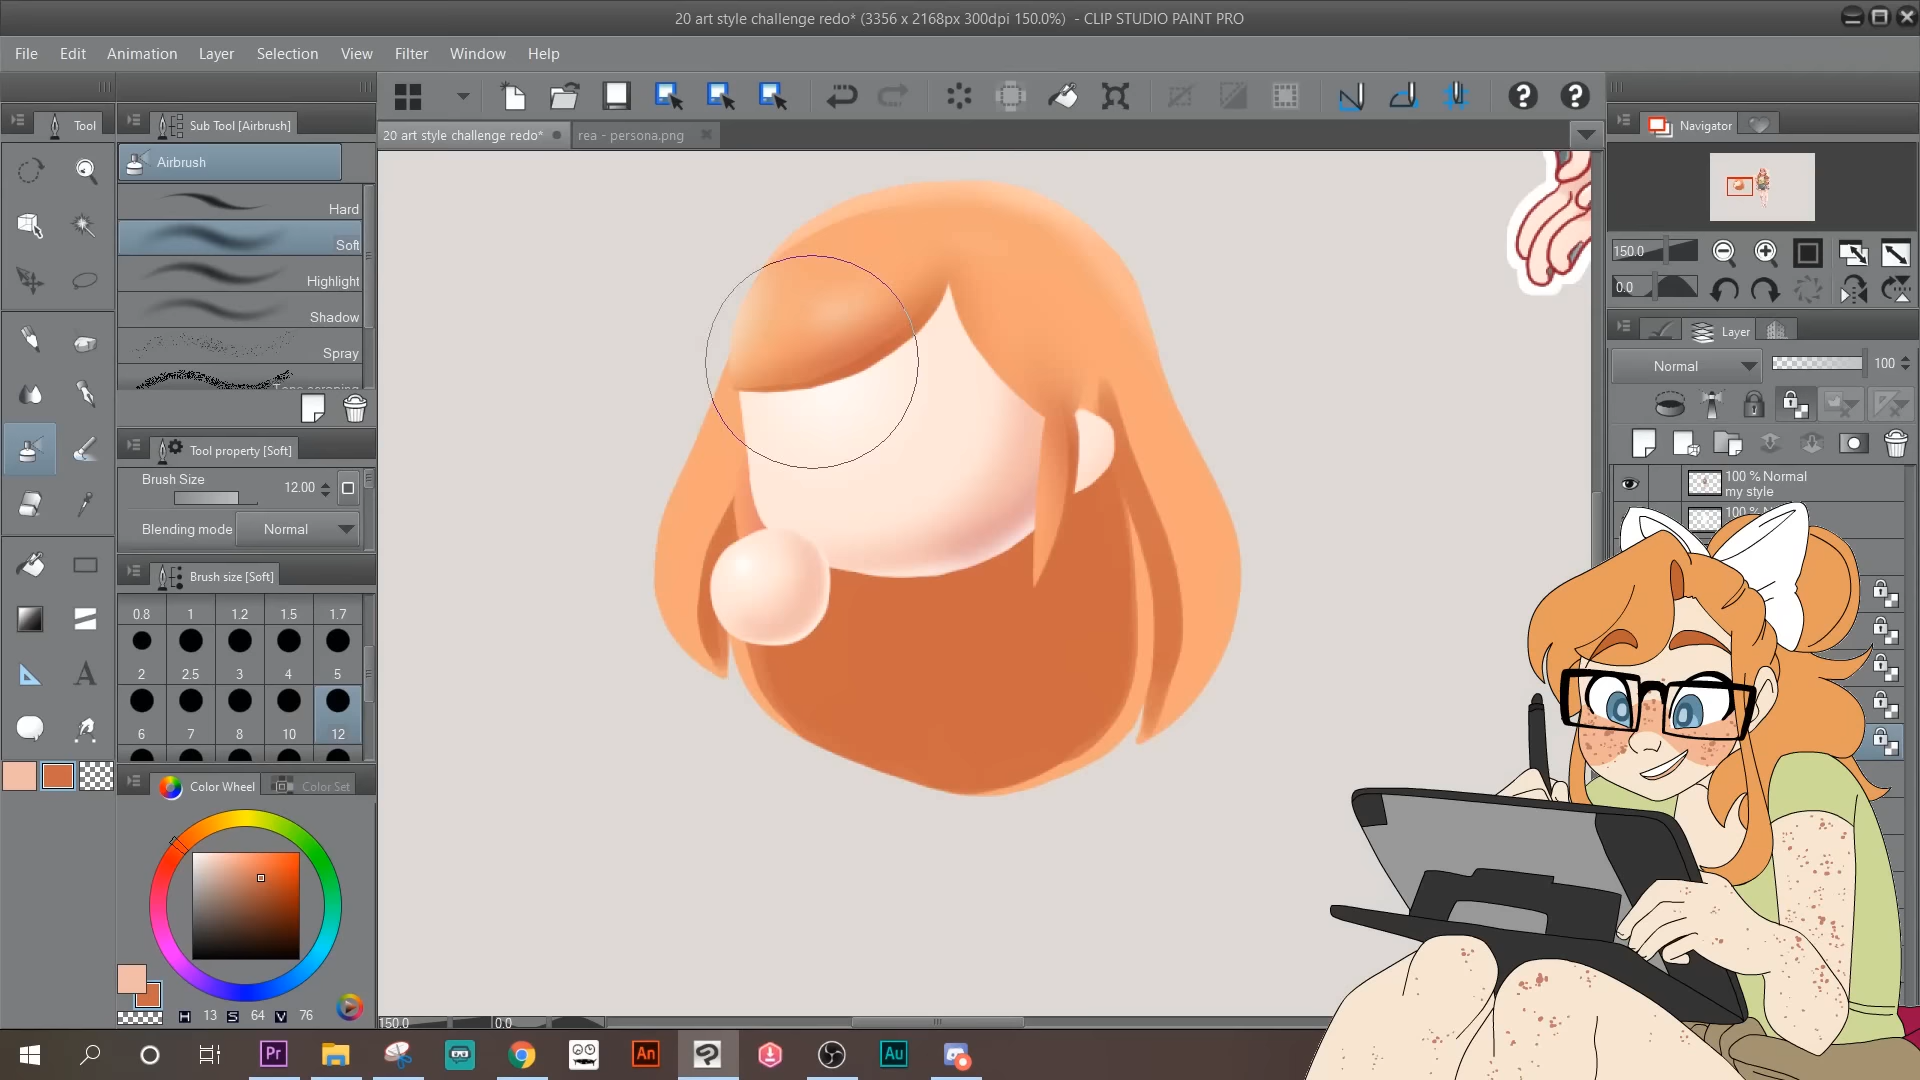 20 art style challenge redo* (3356 x 2168px 300dpi 150.0%) - CLIP STUDIO PAINT PRO
File Edit Animation Layer Selection View Filter Window Help
Tool
Sub Tool [Airbrush]
20 art style challenge redo*
rea - persona.png
Navigator
Airbrush
Hard
Soft
Highlight
Shadow
Spray
150.0
0.0
Layer
Normal 100
Tool property [Soft]
Brush Size 12.00
Blending mode Normal
100 % Normal
my style
Brush size [Soft]
0.8 1 1.2 1.5 1.7
2 2.5 3 4 5
6 7 8 10 12
Color Wheel
Color Set
H 13 S 64 V 76
150.0 0.0
Pr
An
Au